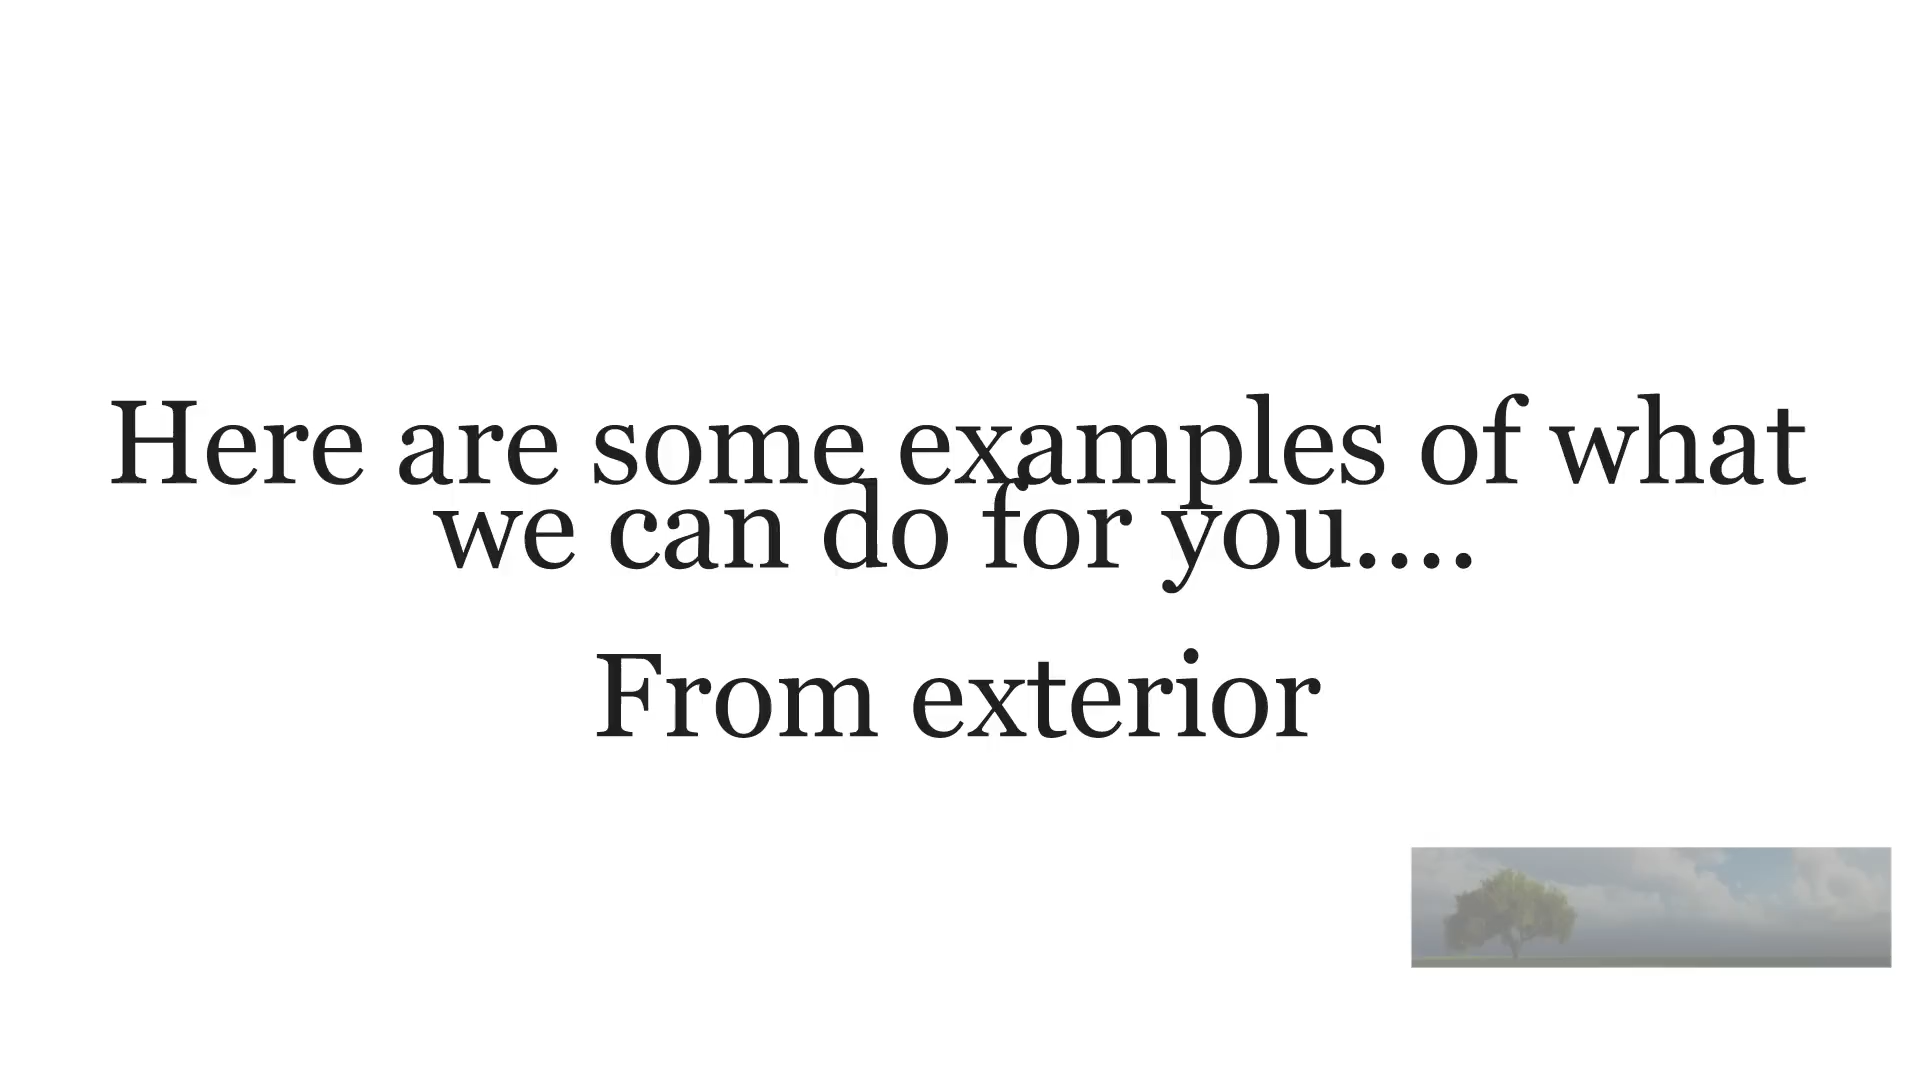 Here are some examples of what
we can do for you....
From exterior